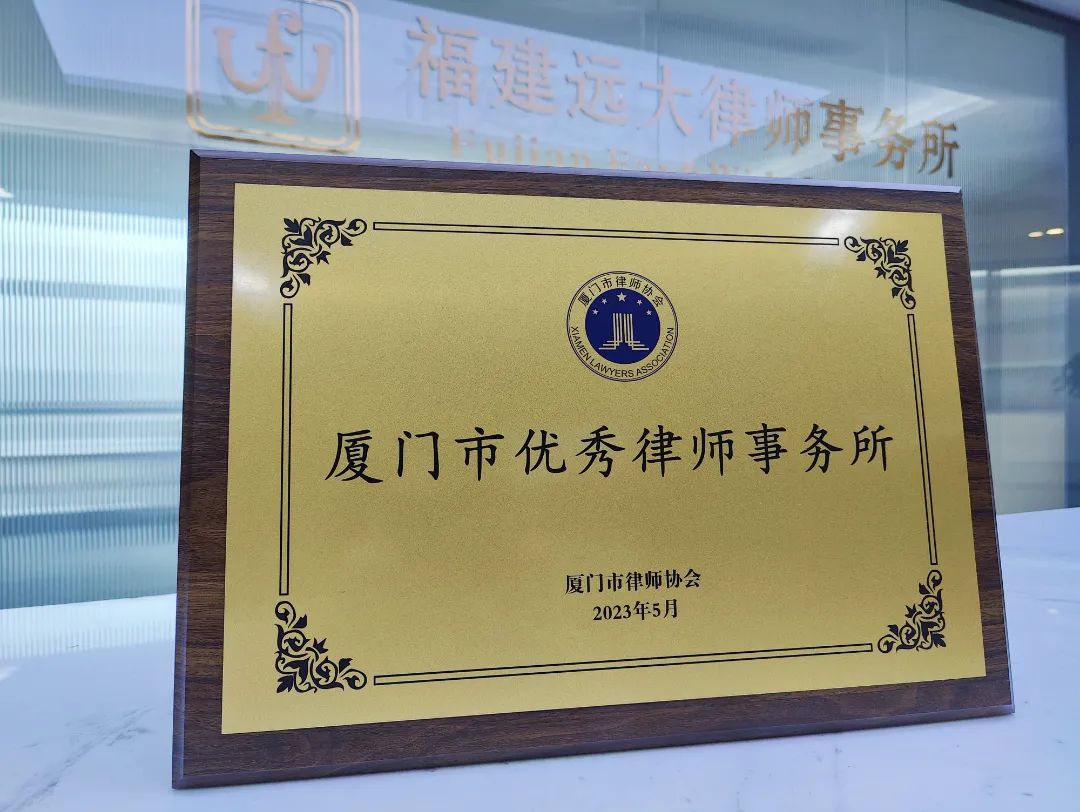 福建远大律师事务所
Fujian
厦门市律师协会
XIAMEN LAWYERS ASSOCIATION
厦门市优秀律师事务所
厦门市律师协会
2023年5月